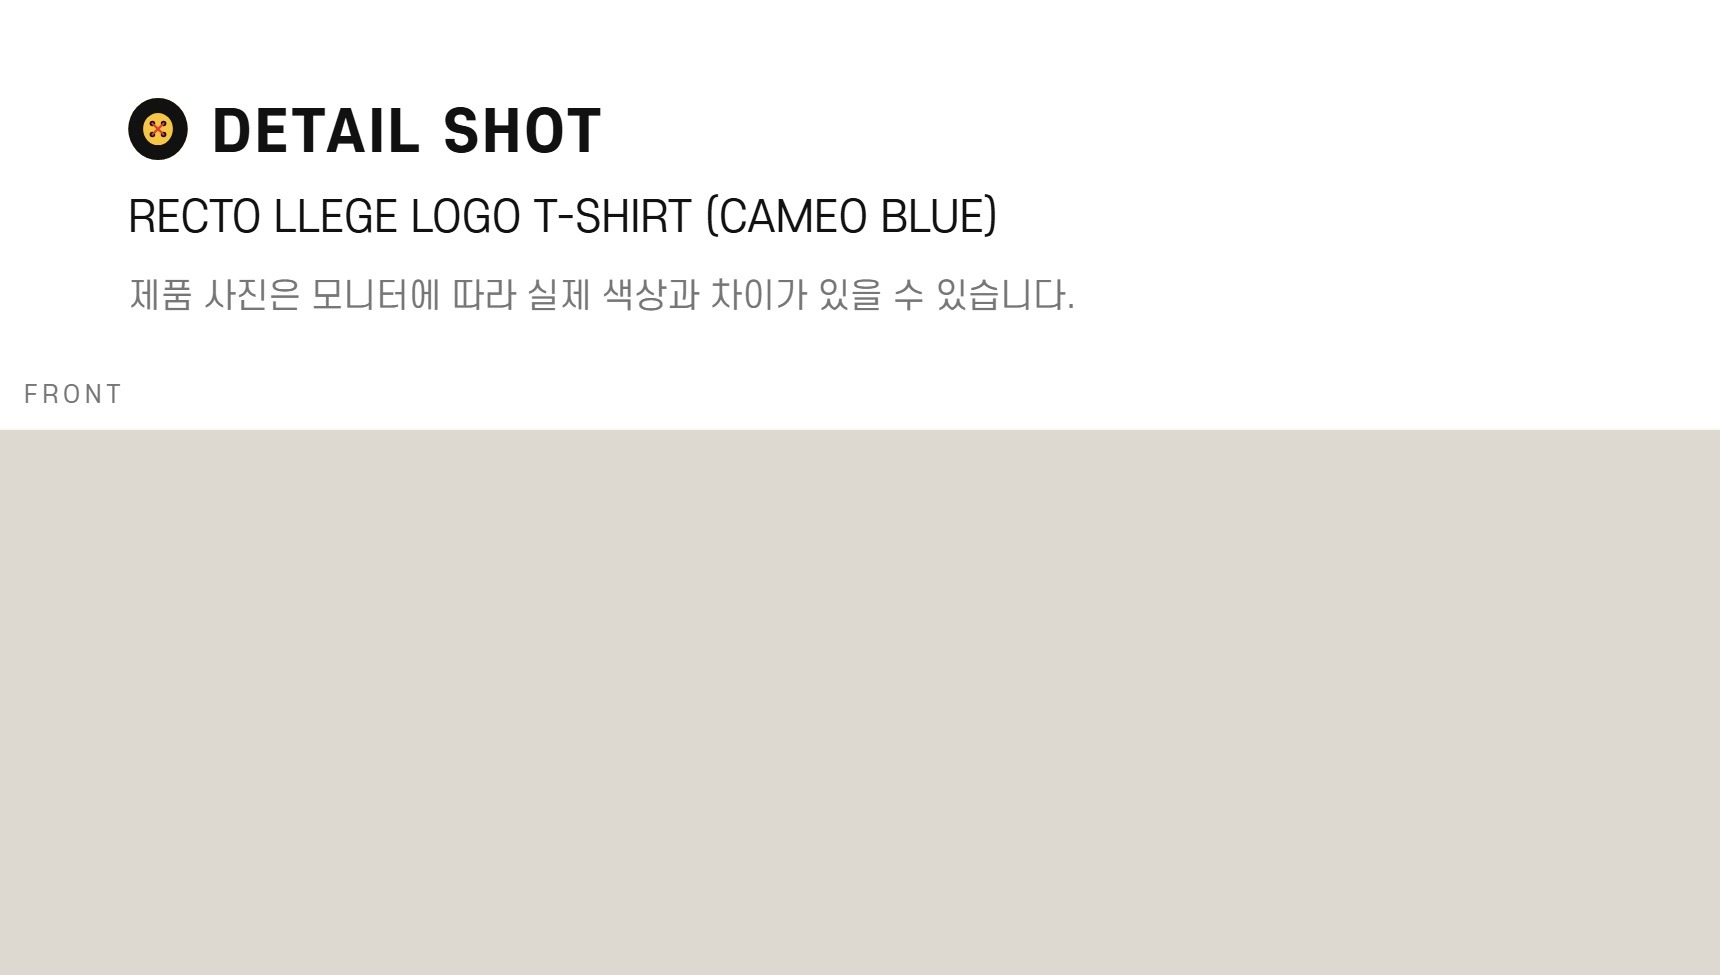 DETAIL SHOT
RECTO LLEGE LOGO T-SHIRT (CAMEO BLUE)
제품 사진은 모니터에 따라 실제 색상과 차이가 있을 수 있습니다.
FRONT